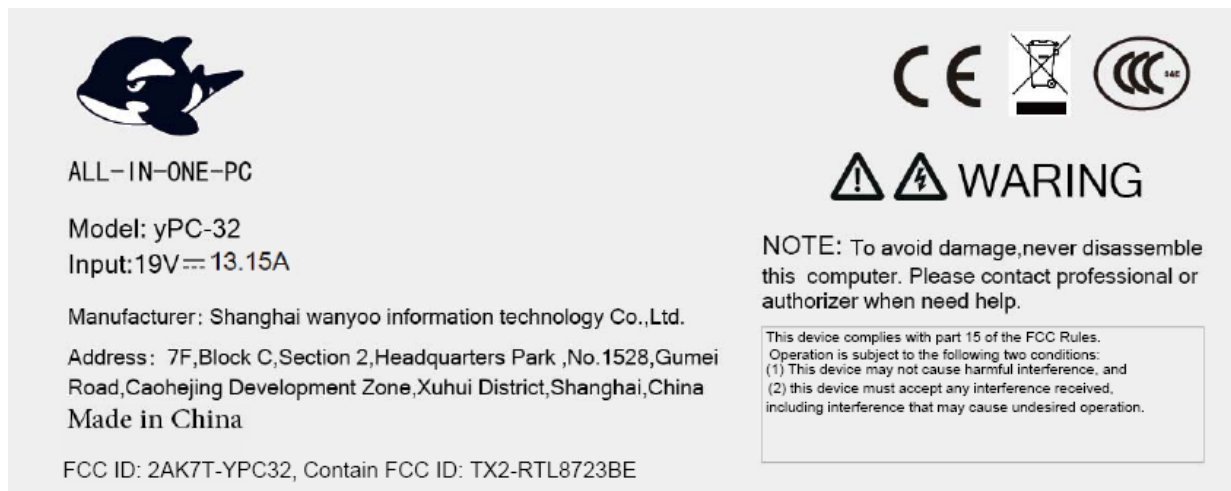 ALL-IN-ONE-PC
Model: yPC-32
Input:19V⎓13.15A
Manufacturer: Shanghai wanyoo information technology Co.,Ltd.
Address: 7F,Block C,Section 2,Headquarters Park ,No.1528,Gumei
Road,Caohejing Development Zone,Xuhui District,Shanghai,China
Made in China
FCC ID: 2AK7T-YPC32, Contain FCC ID: TX2-RTL8723BE
CE
CCC S&E
WARING
NOTE: To avoid damage,never disassemble
this computer. Please contact professional or
authorizer when need help.
This device complies with part 15 of the FCC Rules.
Operation is subject to the following two conditions:
(1) This device may not cause harmful interference, and
(2) this device must accept any interference received,
including interference that may cause undesired operation.